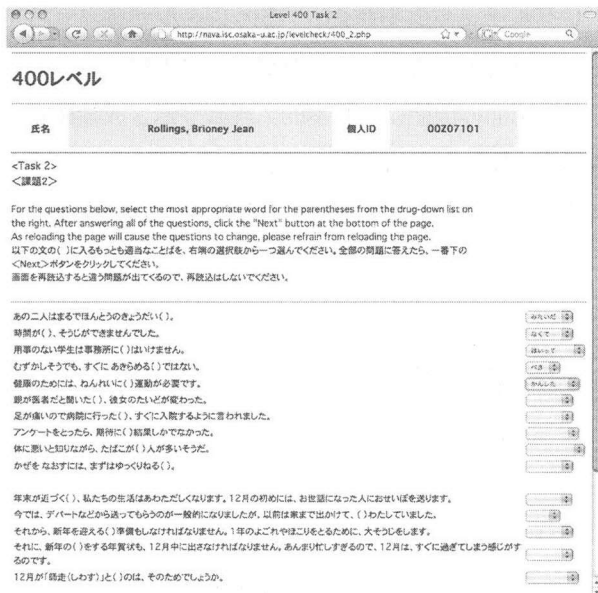 Level 400 Task 2
http://nava.isc.osaka-u.ac.jp/levelcheck/400_2.php
Google
400レベル
氏名 Rollings, Brioney Jean 個人ID 00Z07101
<Task 2>
＜課題2＞
For the questions below, select the most appropriate word for the parentheses from the drug-down list on
the right. After answering all of the questions, click the "Next" button at the bottom of the page.
As reloading the page will cause the questions to change, please refrain from reloading the page.
以下の文の( )に入るもっとも適当なことばを、右端の選択肢から一つ選んでください。全部の問題に答えたら、一番下の
<Next>ボタンをクリックしてください。
画面を再読込すると違う問題が出てくるので、再読込はしないでください。
あの二人はまるでほんとうのきょうだい( )。 みたいだ
時間が( )、そうじができませんでした。 なくて
用事のない学生は事務所に( )はいけません。 はいって
むずかしそうでも、すぐに あきらめる( )ではない。 べき
健康のためには、ねんれいに( )運動が必要です。 かんした
親が医者だと聞いた( )、彼女のたいどが変わった。
足が痛いので病院に行った( )、すぐに入院するように言われました。
アンケートをとったら、期待に( )結果しかでなかった。
体に悪いと知りながら、たばこが( )人が多いそうだ。
かぜを なおすには、まずはゆっくりねる( )。
年末が近づく( )、私たちの生活はあわただしくなります。12月の初めには、お世話になった人におせいぼを送ります。
今では、デパートなどから送ってもらうのが一般的になりましたが、以前は家まで出かけて、( )わたしていました。
それから、新年を迎える( )準備もしなければなりません。1年のよごれやほこりをとるために、大そうじをします。
それに、新年の( )をする年賀状も、12月中に出さなければなりません。あんまり忙しすぎるので、12月は、すぐに過ぎてしまう感じがす
るのです。
12月が「師走(しわす)」と( )のは、そのためでしょうか。